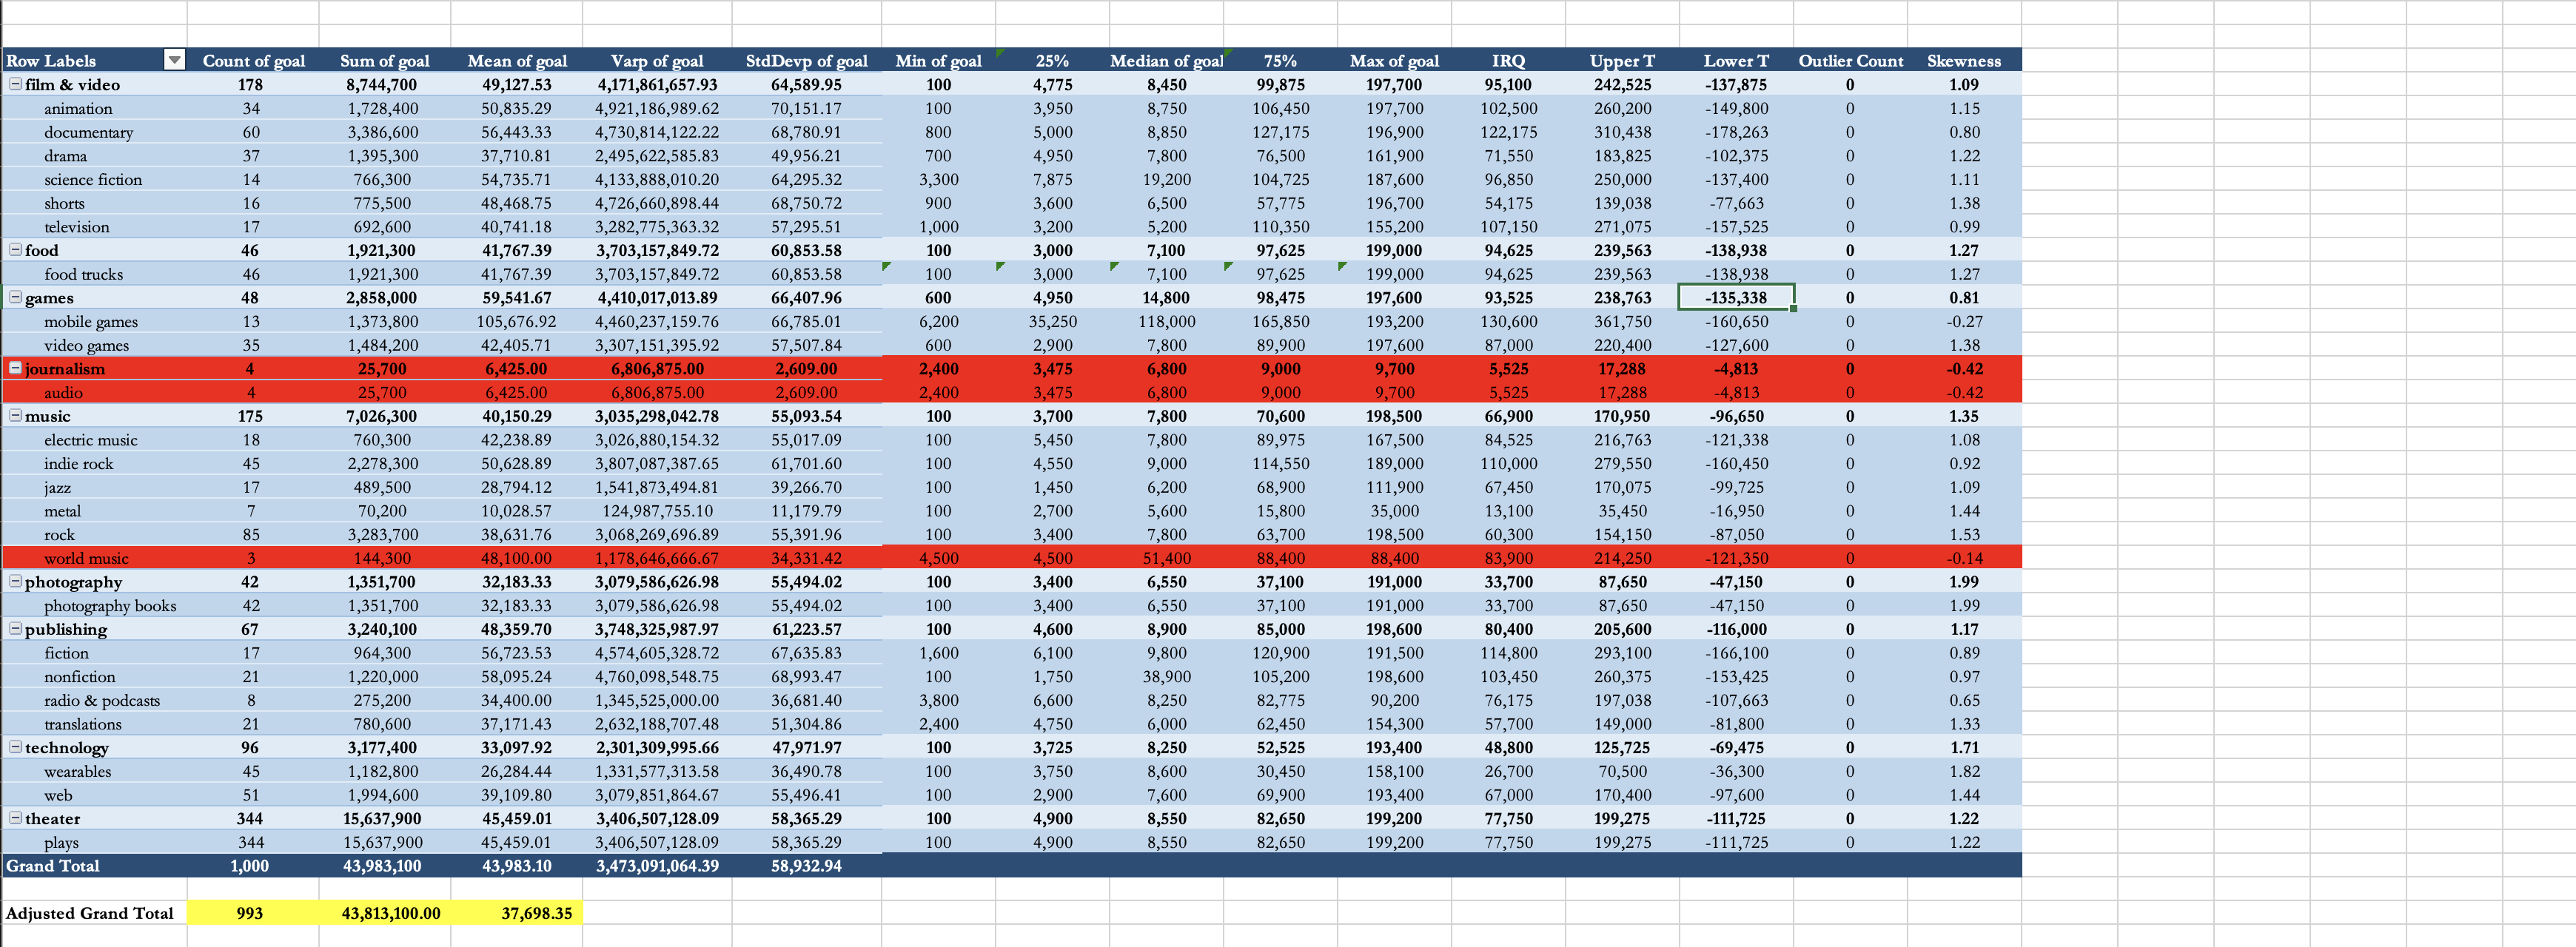 Row Labels Count of goal Sum of goal Mean of goal Varp of goal StdDevp of goal Min of goal 25% Median of goal 75% Max of goal IRQ Upper T Lower T Outlier Count Skewness
film & video 178 8,744,700 49,127.53 4,171,861,657.93 64,589.95 100 4,775 8,450 99,875 197,700 95,100 242,525 -137,875 0 1.09
animation 34 1,728,400 50,835.29 4,921,186,989.62 70,151.17 100 3,950 8,750 106,450 197,700 102,500 260,200 -149,800 0 1.15
documentary 60 3,386,600 56,443.33 4,730,814,122.22 68,780.91 800 5,000 8,850 127,175 196,900 122,175 310,438 -178,263 0 0.80
drama 37 1,395,300 37,710.81 2,495,622,585.83 49,956.21 700 4,950 7,800 76,500 161,900 71,550 183,825 -102,375 0 1.22
science fiction 14 766,300 54,735.71 4,133,888,010.20 64,295.32 3,300 7,875 19,200 104,725 187,600 96,850 250,000 -137,400 0 1.11
shorts 16 775,500 48,468.75 4,726,660,898.44 68,750.72 900 3,600 6,500 57,775 196,700 54,175 139,038 -77,663 0 1.38
television 17 692,600 40,741.18 3,282,775,363.32 57,295.51 1,000 3,200 5,200 110,350 155,200 107,150 271,075 -157,525 0 0.99
food 46 1,921,300 41,767.39 3,703,157,849.72 60,853.58 100 3,000 7,100 97,625 199,000 94,625 239,563 -138,938 0 1.27
food trucks 46 1,921,300 41,767.39 3,703,157,849.72 60,853.58 100 3,000 7,100 97,625 199,000 94,625 239,563 -138,938 0 1.27
games 48 2,858,000 59,541.67 4,410,017,013.89 66,407.96 600 4,950 14,800 98,475 197,600 93,525 238,763 -135,338 0 0.81
mobile games 13 1,373,800 105,676.92 4,460,237,159.76 66,785.01 6,200 35,250 118,000 165,850 193,200 130,600 361,750 -160,650 0 -0.27
video games 35 1,484,200 42,405.71 3,307,151,395.92 57,507.84 600 2,900 7,800 89,900 197,600 87,000 220,400 -127,600 0 1.38
journalism 4 25,700 6,425.00 6,806,875.00 2,609.00 2,400 3,475 6,800 9,000 9,700 5,525 17,288 -4,813 0 -0.42
audio 4 25,700 6,425.00 6,806,875.00 2,609.00 2,400 3,475 6,800 9,000 9,700 5,525 17,288 -4,813 0 -0.42
music 175 7,026,300 40,150.29 3,035,298,042.78 55,093.54 100 3,700 7,800 70,600 198,500 66,900 170,950 -96,650 0 1.35
electric music 18 760,300 42,238.89 3,026,880,154.32 55,017.09 100 5,450 7,800 89,975 167,500 84,525 216,763 -121,338 0 1.08
indie rock 45 2,278,300 50,628.89 3,807,087,387.65 61,701.60 100 4,550 9,000 114,550 189,000 110,000 279,550 -160,450 0 0.92
jazz 17 489,500 28,794.12 1,541,873,494.81 39,266.70 100 1,450 6,200 68,900 111,900 67,450 170,075 -99,725 0 1.09
metal 7 70,200 10,028.57 124,987,755.10 11,179.79 100 2,700 5,600 15,800 35,000 13,100 35,450 -16,950 0 1.44
rock 85 3,283,700 38,631.76 3,068,269,696.89 55,391.96 100 3,400 7,800 63,700 198,500 60,300 154,150 -87,050 0 1.53
world music 3 144,300 48,100.00 1,178,646,666.67 34,331.42 4,500 4,500 51,400 88,400 88,400 83,900 214,250 -121,350 0 -0.14
photography 42 1,351,700 32,183.33 3,079,586,626.98 55,494.02 100 3,400 6,550 37,100 191,000 33,700 87,650 -47,150 0 1.99
photography books 42 1,351,700 32,183.33 3,079,586,626.98 55,494.02 100 3,400 6,550 37,100 191,000 33,700 87,650 -47,150 0 1.99
publishing 67 3,240,100 48,359.70 3,748,325,987.97 61,223.57 100 4,600 8,900 85,000 198,600 80,400 205,600 -116,000 0 1.17
fiction 17 964,300 56,723.53 4,574,605,328.72 67,635.83 1,600 6,100 9,800 120,900 191,500 114,800 293,100 -166,100 0 0.89
nonfiction 21 1,220,000 58,095.24 4,760,098,548.75 68,993.47 100 1,750 38,900 105,200 198,600 103,450 260,375 -153,425 0 0.97
radio & podcasts 8 275,200 34,400.00 1,345,525,000.00 36,681.40 3,800 6,600 8,250 82,775 90,200 76,175 197,038 -107,663 0 0.65
translations 21 780,600 37,171.43 2,632,188,707.48 51,304.86 2,400 4,750 6,000 62,450 154,300 57,700 149,000 -81,800 0 1.33
technology 96 3,177,400 33,097.92 2,301,309,995.66 47,971.97 100 3,725 8,250 52,525 193,400 48,800 125,725 -69,475 0 1.71
wearables 45 1,182,800 26,284.44 1,331,577,313.58 36,490.78 100 3,750 8,600 30,450 158,100 26,700 70,500 -36,300 0 1.82
web 51 1,994,600 39,109.80 3,079,851,864.67 55,496.41 100 2,900 7,600 69,900 193,400 67,000 170,400 -97,600 0 1.44
theater 344 15,637,900 45,459.01 3,406,507,128.09 58,365.29 100 4,900 8,550 82,650 199,200 77,750 199,275 -111,725 0 1.22
plays 344 15,637,900 45,459.01 3,406,507,128.09 58,365.29 100 4,900 8,550 82,650 199,200 77,750 199,275 -111,725 0 1.22
Grand Total 1,000 43,983,100 43,983.10 3,473,091,064.39 58,932.94
Adjusted Grand Total 993 43,813,100.00 37,698.35